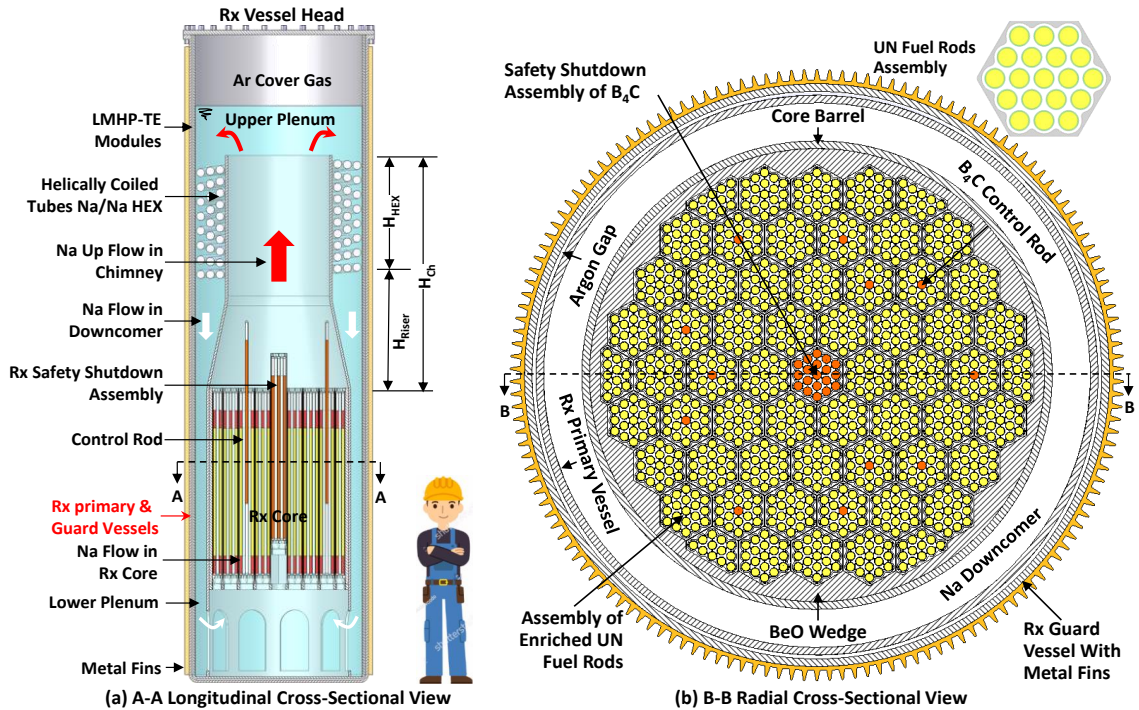 Rx Vessel Head
Ar Cover Gas
Upper Plenum
LMHP-TE
Modules
Helically Coiled
Tubes Na/Na HEX
Na Up Flow in
Chimney
Na Flow in
Downcomer
Rx Safety Shutdown
Assembly
Control Rod
A
A
Rx primary &
Guard Vessels
Rx Core
Na Flow in
Rx Core
Lower Plenum
Metal Fins
H_HEX
H_Ch
H_Riser
(a) A-A Longitudinal Cross-Sectional View
Safety Shutdown
Assembly of B₄C
UN Fuel Rods
Assembly
Core Barrel
B₄C Control Rod
Argon Gap
B
B
Rx Primary Vessel
Na Downcomer
Assembly of
Enriched UN
Fuel Rods
BeO Wedge
Rx Guard
Vessel With
Metal Fins
(b) B-B Radial Cross-Sectional View